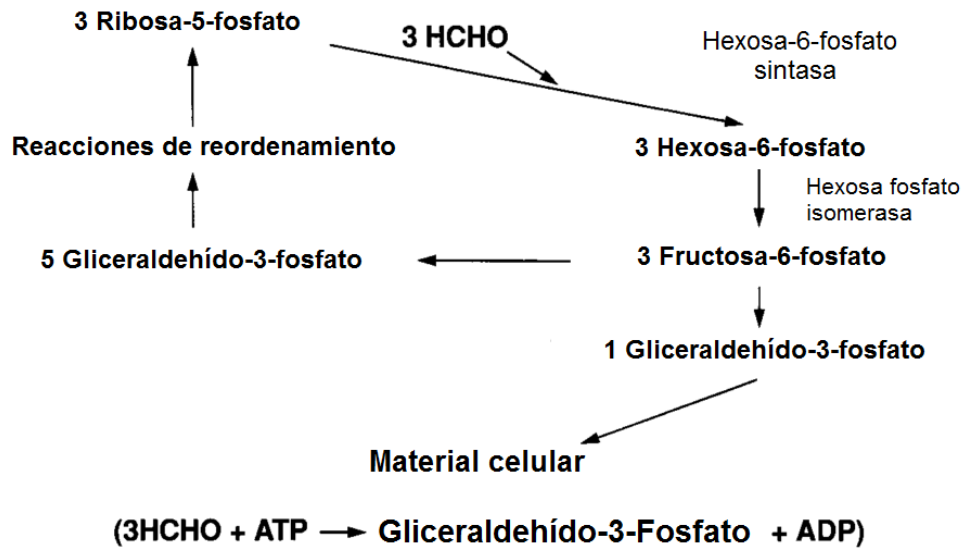 3 Ribosa-5-fosfato
3 HCHO
Hexosa-6-fosfato
sintasa
Reacciones de reordenamiento
3 Hexosa-6-fosfato
Hexosa fosfato
isomerasa
5 Gliceraldehído-3-fosfato
3 Fructosa-6-fosfato
1 Gliceraldehído-3-fosfato
Material celular
(3HCHO + ATP → Gliceraldehído-3-Fosfato + ADP)